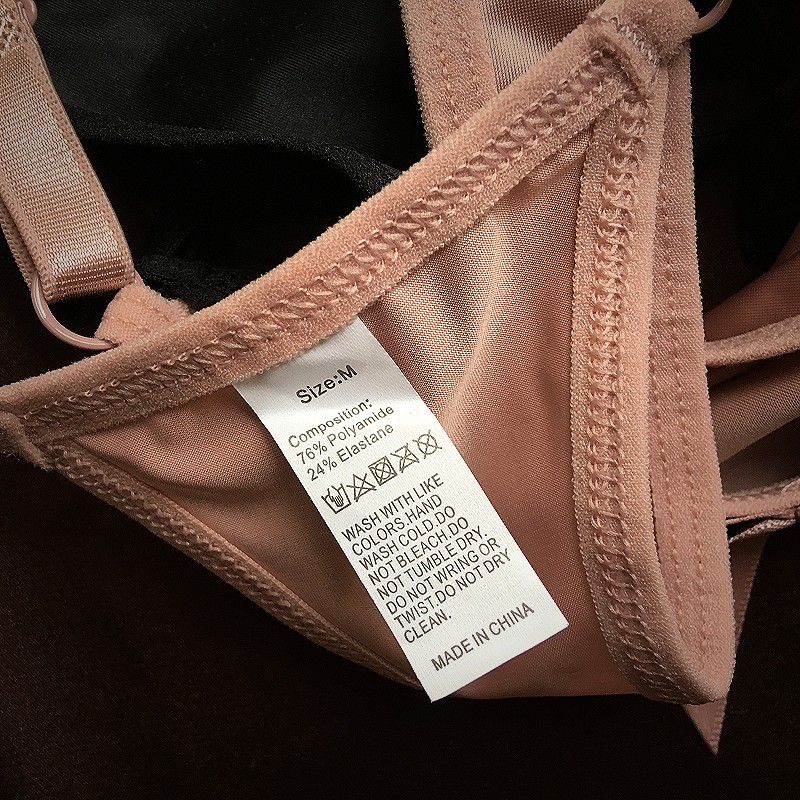 Size:M
Composition:
76% Polyamide
24% Elastane
WASH WITH LIKE
COLORS.HAND
WASH COLD.DO
NOT BLEACH.DO
NOT TUMBLE DRY.
DO NOT WRING OR
TWIST.DO NOT DRY
CLEAN.
MADE IN CHINA